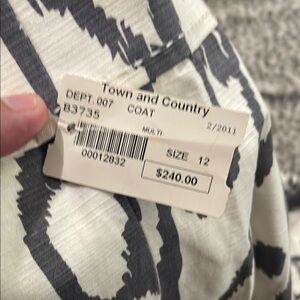 Town and Country
DEPT. 007 COAT
B3735
MULTI 2/2011
00012832
SIZE 12
$240.00